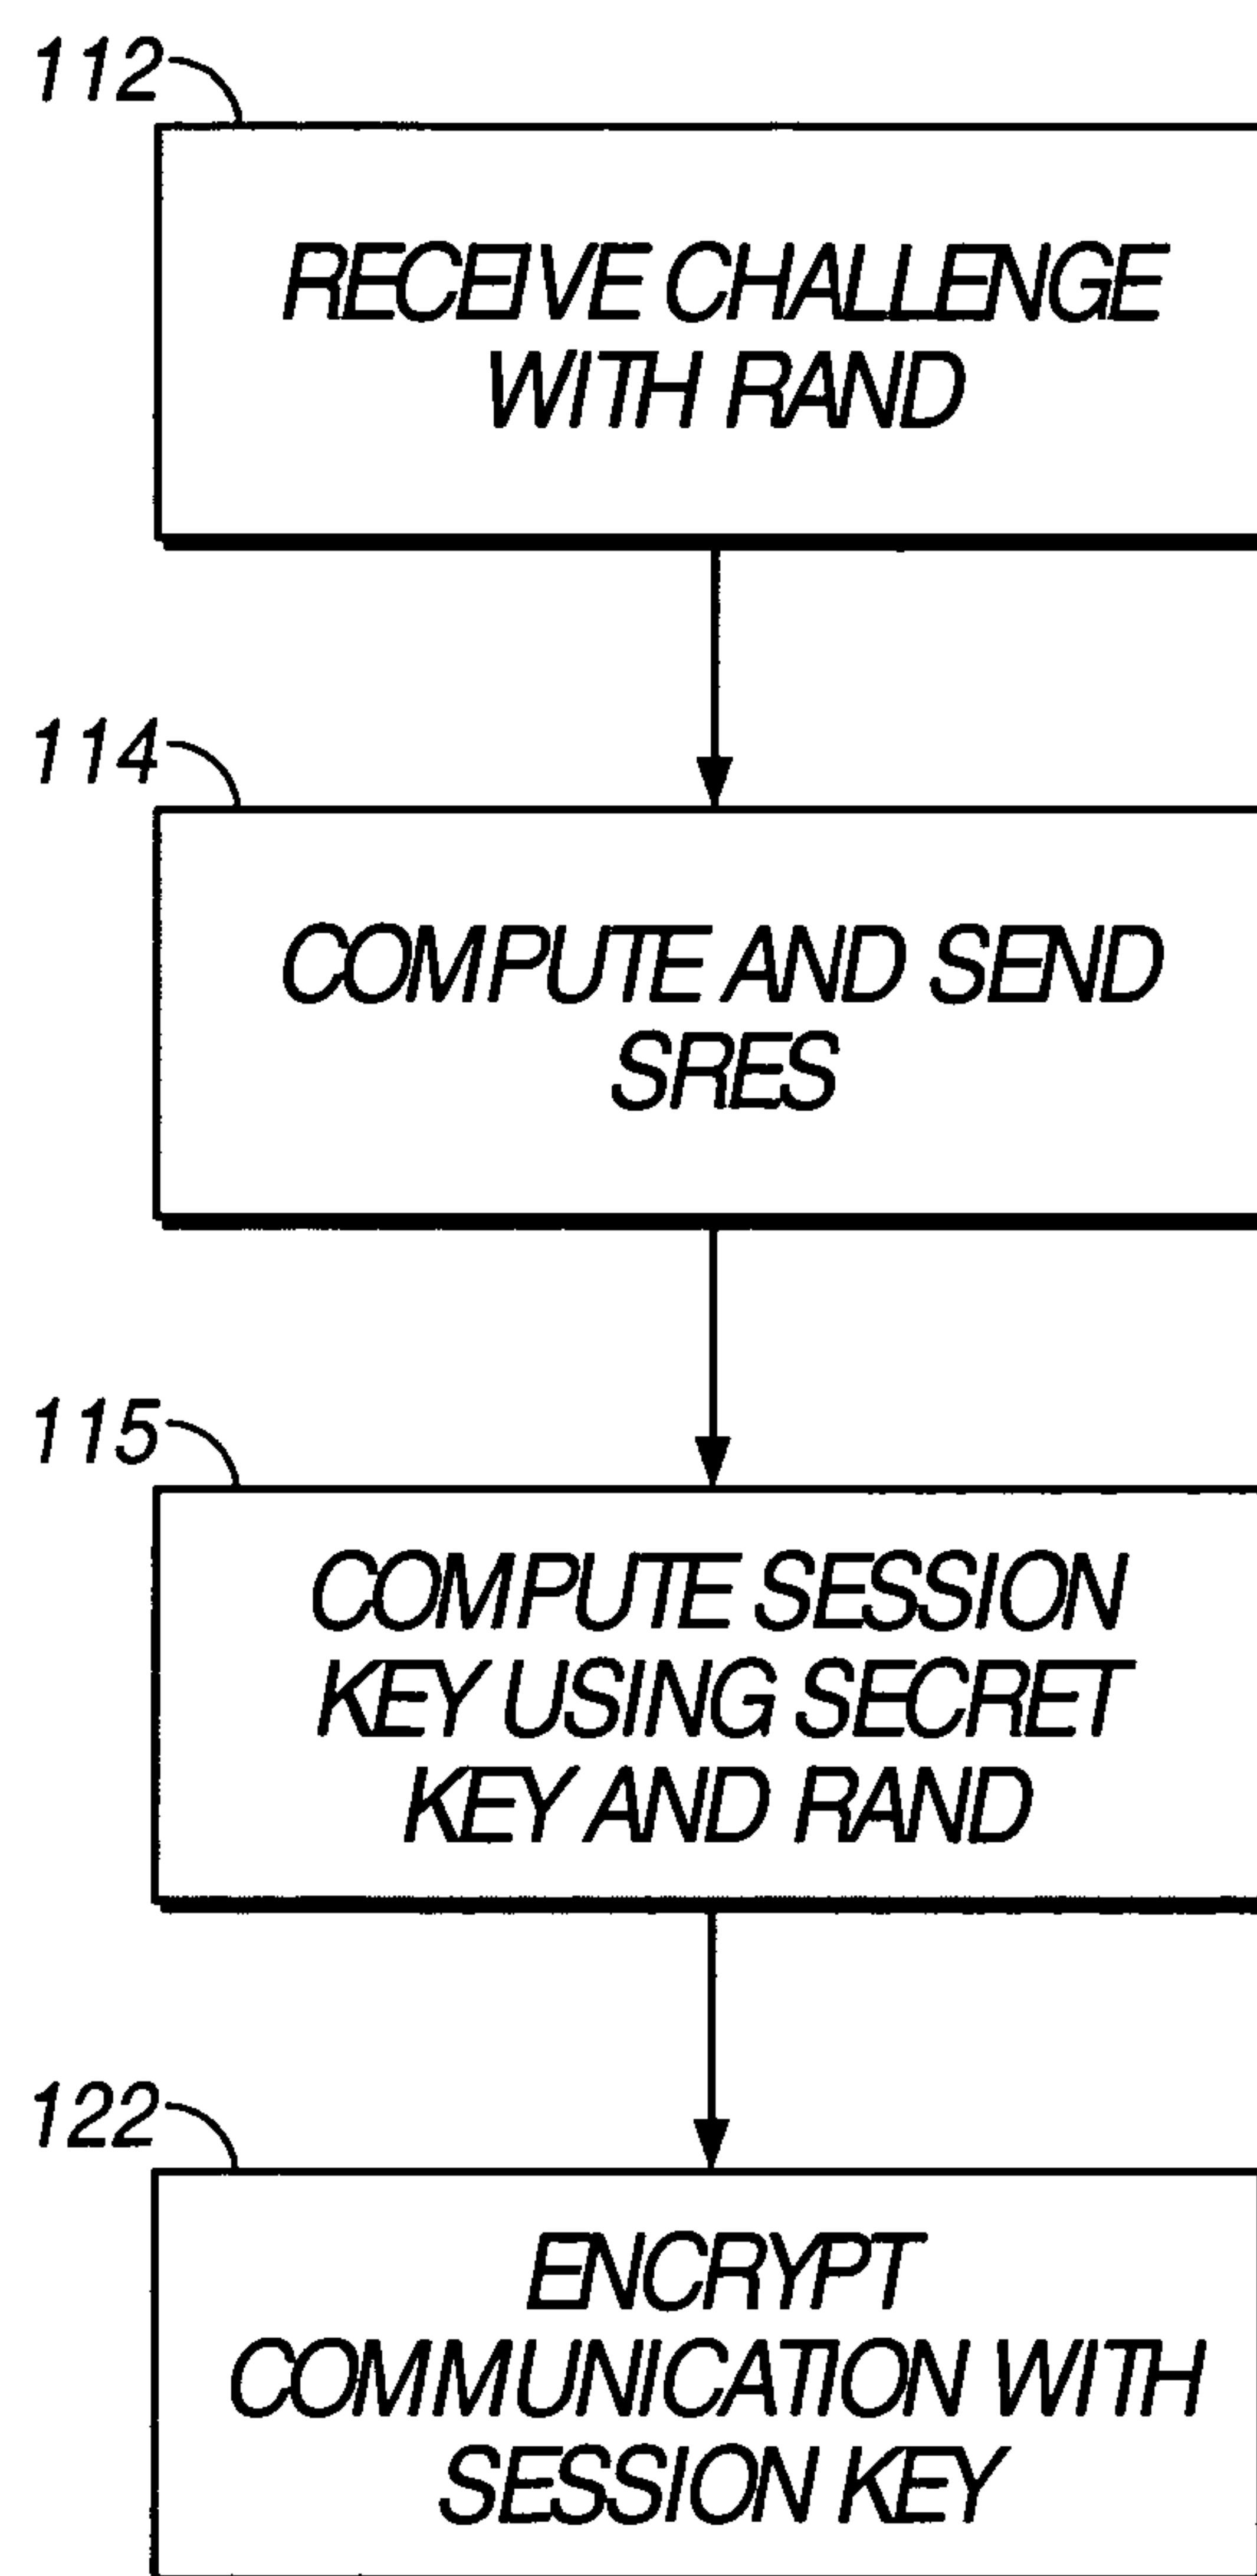 112
RECEIVE CHALLENGE
WITH RAND
114
COMPUTE AND SEND
SRES
115
COMPUTE SESSION
KEY USING SECRET
KEY AND RAND
122
ENCRYPT
COMMUNICATION WITH
SESSION KEY